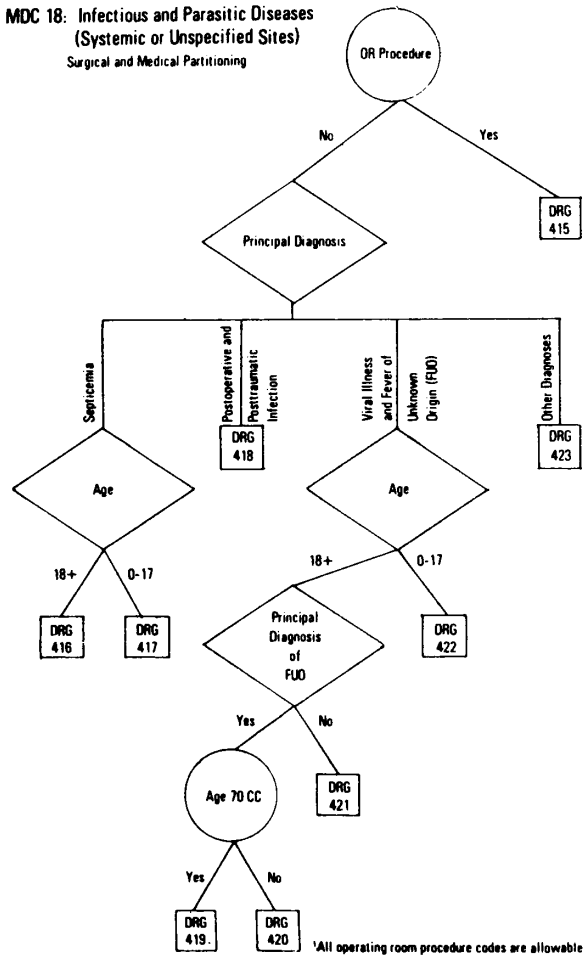 MDC 18: Infectious and Parasitic Diseases
(Systemic or Unspecified Sites)
Surgical and Medical Partitioning
OR Procedure
No
Yes
DRG
415
Principal Diagnosis
Septicemia
Postoperative and
Posttraumatic
Infection
Viral Illness
and Fever of
Unknown
Origin (FUO)
Other Diagnoses
DRG
418
DRG
423
Age
Age
18+
0-17
18+
0-17
DRG
416
DRG
417
Principal
Diagnosis
of
FUO
DRG
422
Yes
No
Age 70 CC
DRG
421
Yes
No
DRG
419.
DRG
420
¹All operating room procedure codes are allowable